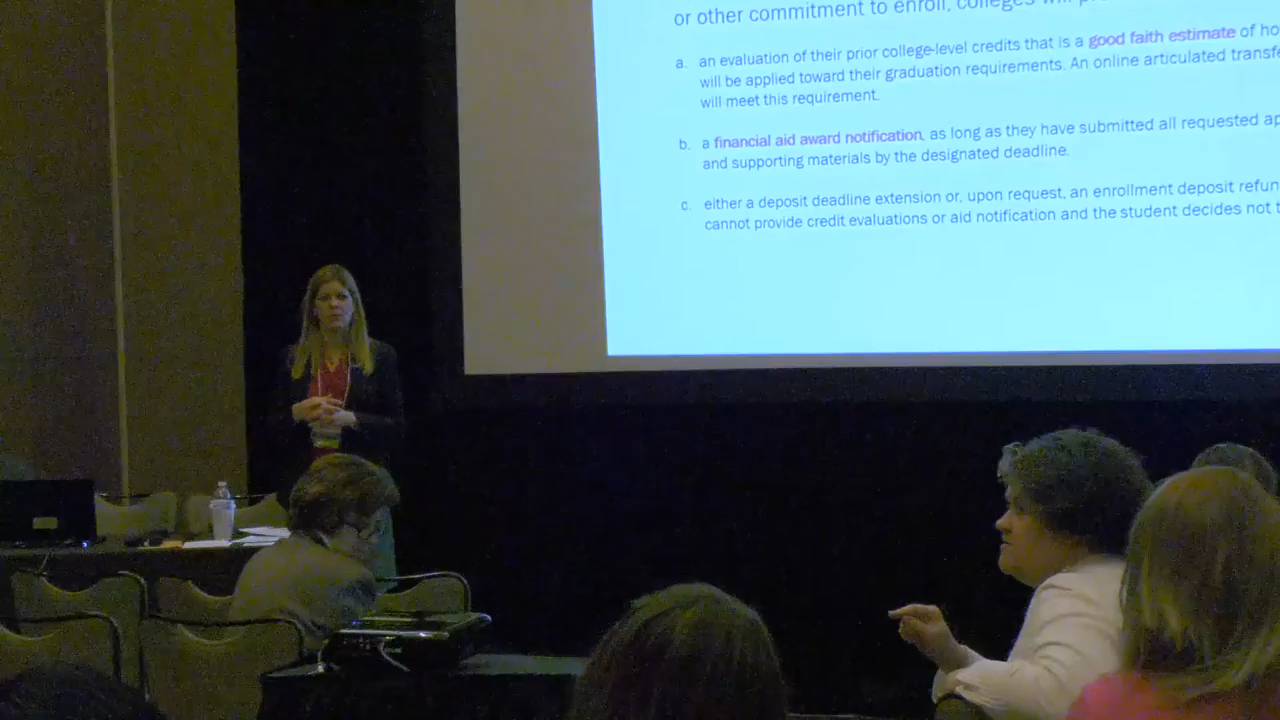 or other commitment to enroll, colleges will
a. an evaluation of their prior college-level credits that is a good faith estimate of
will be applied toward their graduation requirements. An online articulated
will meet this requirement.
b. a financial aid award notification, as long as they have submitted all requested
and supporting materials by the designated deadline.
c. either a deposit deadline extension or, upon request, an enrollment deposit
cannot provide credit evaluations or aid notification and the student decides not